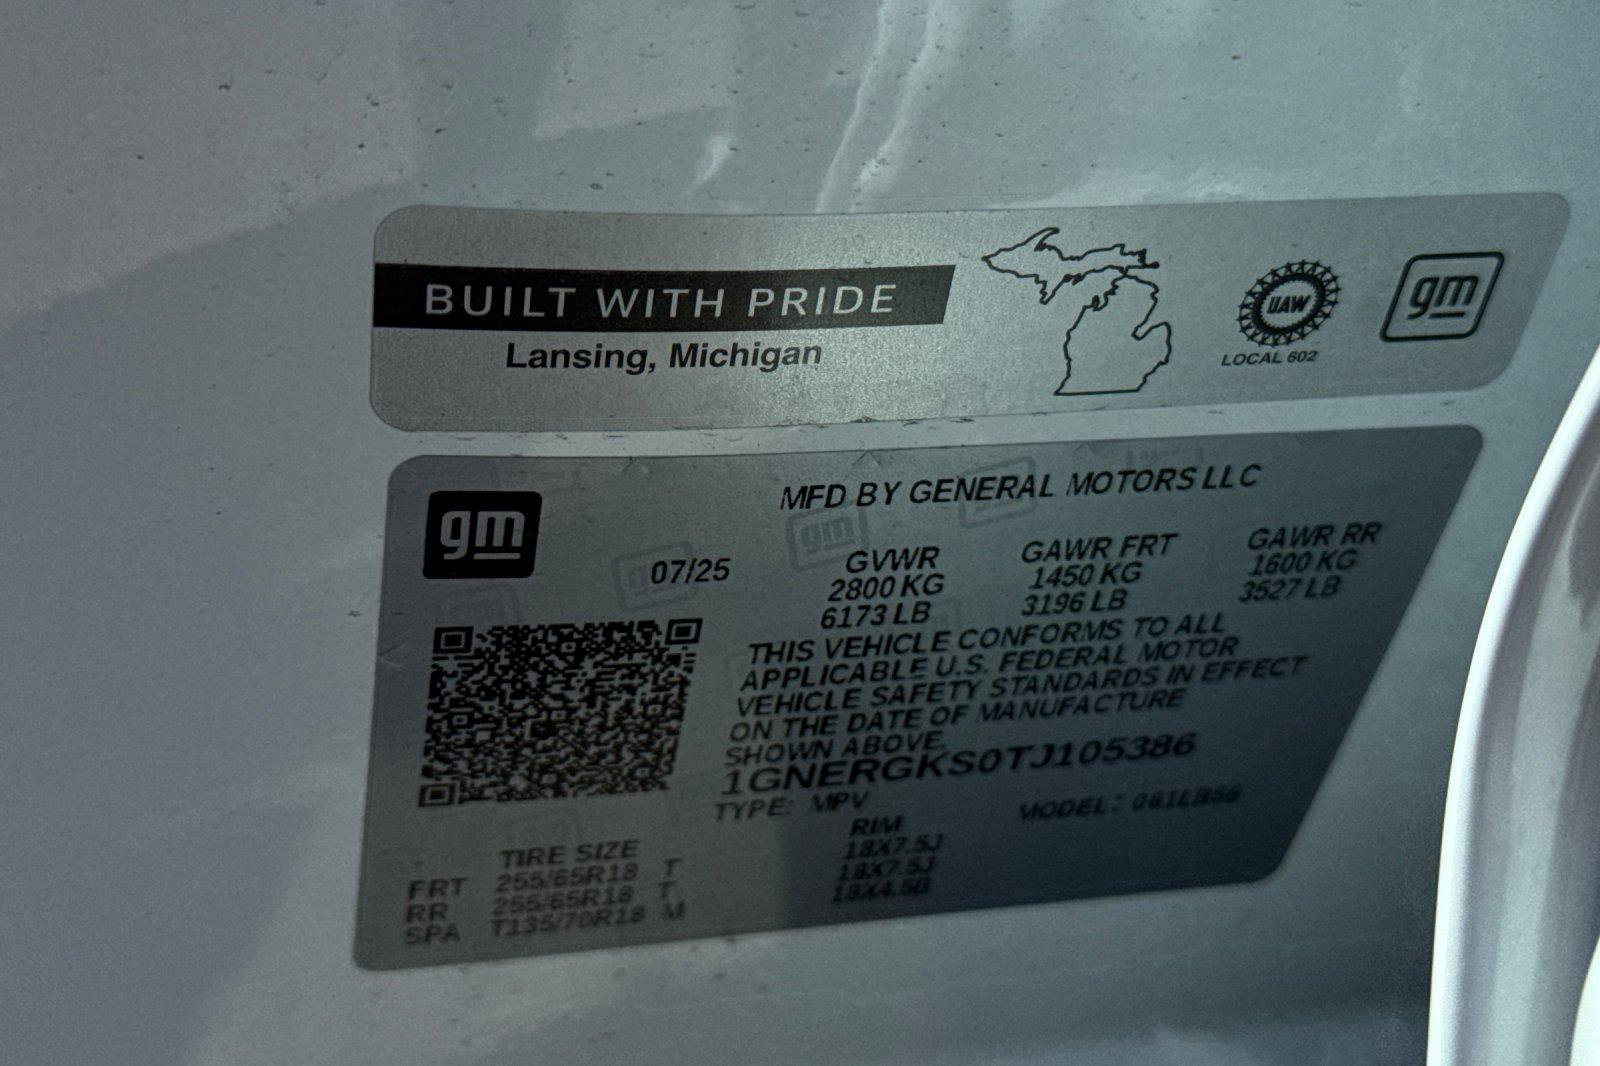 BUILT WITH PRIDE
Lansing, Michigan
UAW
LOCAL 602
gm
gm
MFD BY GENERAL MOTORS LLC
07/25
GVWR GAWR FRT GAWR RR
2800 KG 1450 KG 1600 KG
6173 LB 3196 LB 3527 LB
THIS VEHICLE CONFORMS TO ALL
APPLICABLE U.S. FEDERAL MOTOR
VEHICLE SAFETY STANDARDS IN EFFECT
ON THE DATE OF MANUFACTURE
SHOWN ABOVE.
1GNERGKS0TJ105386
TYPE: MPV MODEL: 061LB56
TIRE SIZE RIM
FRT 255/65R18 T 18X7.5J
RR 255/65R18 T 18X7.5J
SPA T135/70R18 M 18X4.5B